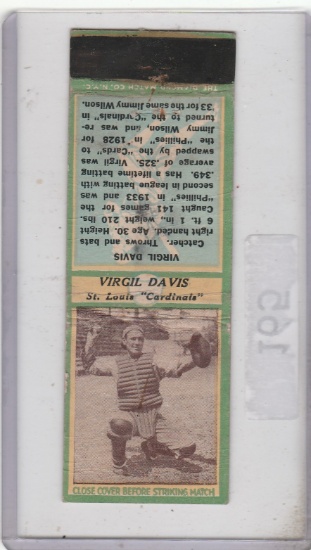 THE DIAMOND MATCH CO. N.Y.C.
VIRGIL DAVIS
Catcher. Throws and bats
right handed. Age 30. Height
6 ft. 1 in., weight 210 lbs.
Caught 141 games for the
"Phillies" in 1933 and was
second in league batting with
.349. Has a lifetime batting
average of .325. Virgil was
swapped by the "Cards" to
the "Phillies" in 1928 for
Jimmy Wilson, and was re-
turned to the "Cardinals" in
'33 for the same Jimmy Wilson.
VIRGIL DAVIS
St. Louis "Cardinals"
CLOSE COVER BEFORE STRIKING MATCH
165